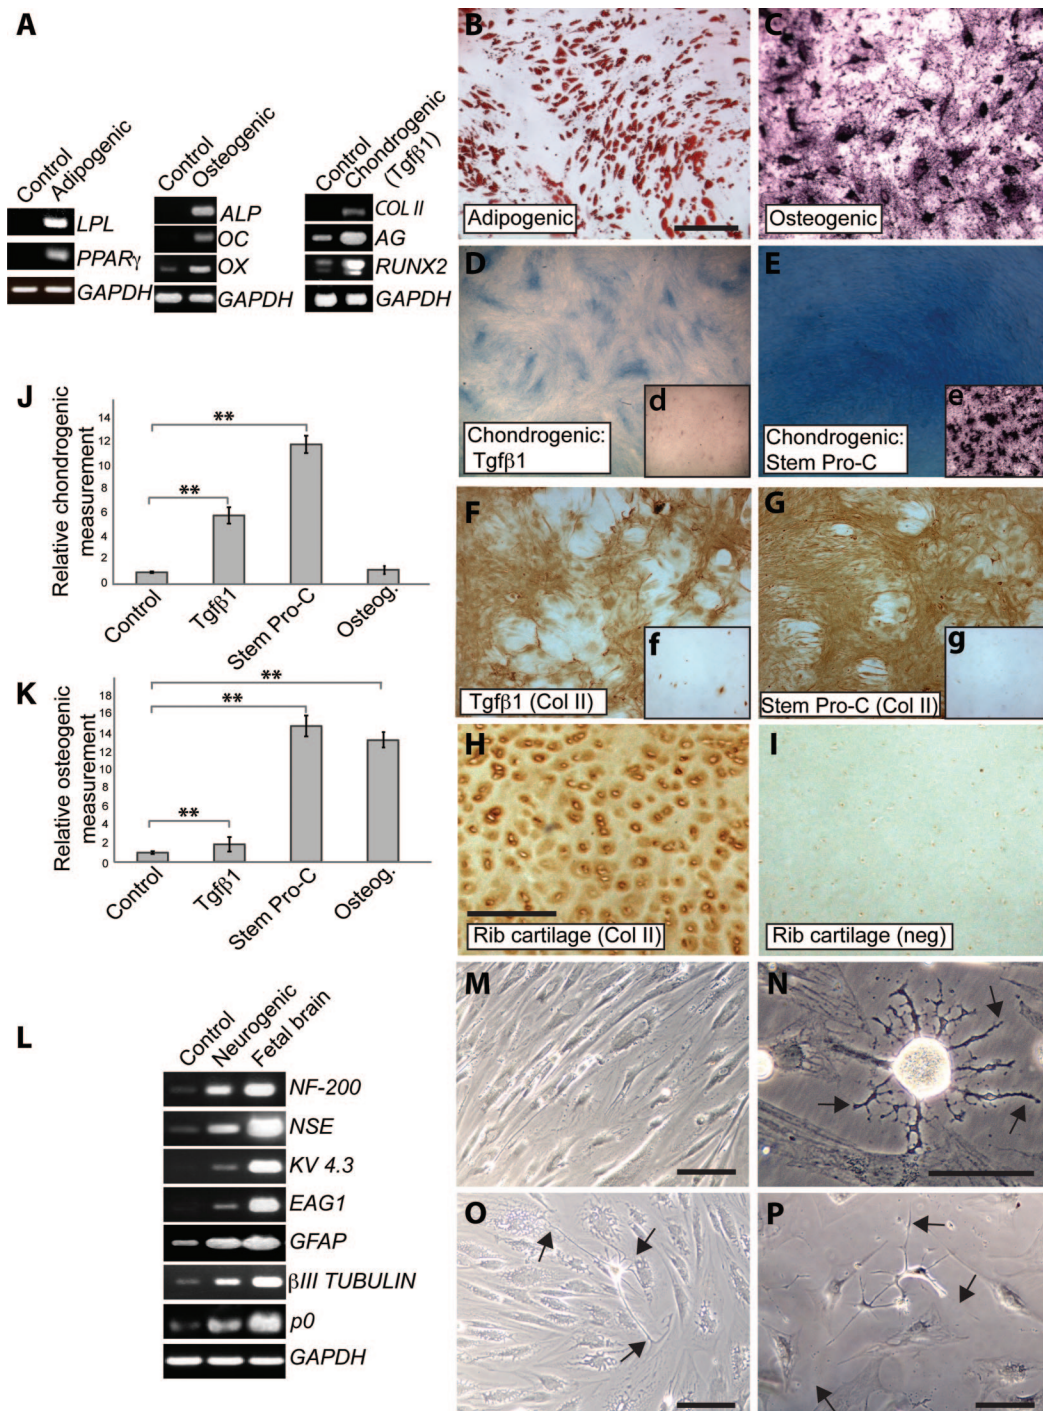 A
Control
Adipogenic
LPL
PPARγ
GAPDH
Control
Osteogenic
ALP
OC
OX
GAPDH
Control
Chondrogenic
(Tgfβ1)
COL II
AG
RUNX2
GAPDH
B
Adipogenic
C
Osteogenic
D
d
Chondrogenic:
Tgfβ1
E
e
Chondrogenic:
Stem Pro-C
J
Relative chondrogenic
measurement
14
12
10
8
6
4
2
0
**
**
Control
Tgfβ1
Stem Pro-C
Osteog.
F
f
Tgfβ1 (Col II)
G
g
Stem Pro-C (Col II)
K
Relative osteogenic
measurement
18
16
14
12
10
8
6
4
2
0
**
**
**
Control
Tgfβ1
Stem Pro-C
Osteog.
H
Rib cartilage (Col II)
I
Rib cartilage (neg)
L
Control
Neurogenic
Fetal brain
NF-200
NSE
KV 4.3
EAG1
GFAP
βIII TUBULIN
p0
GAPDH
M
N
O
P